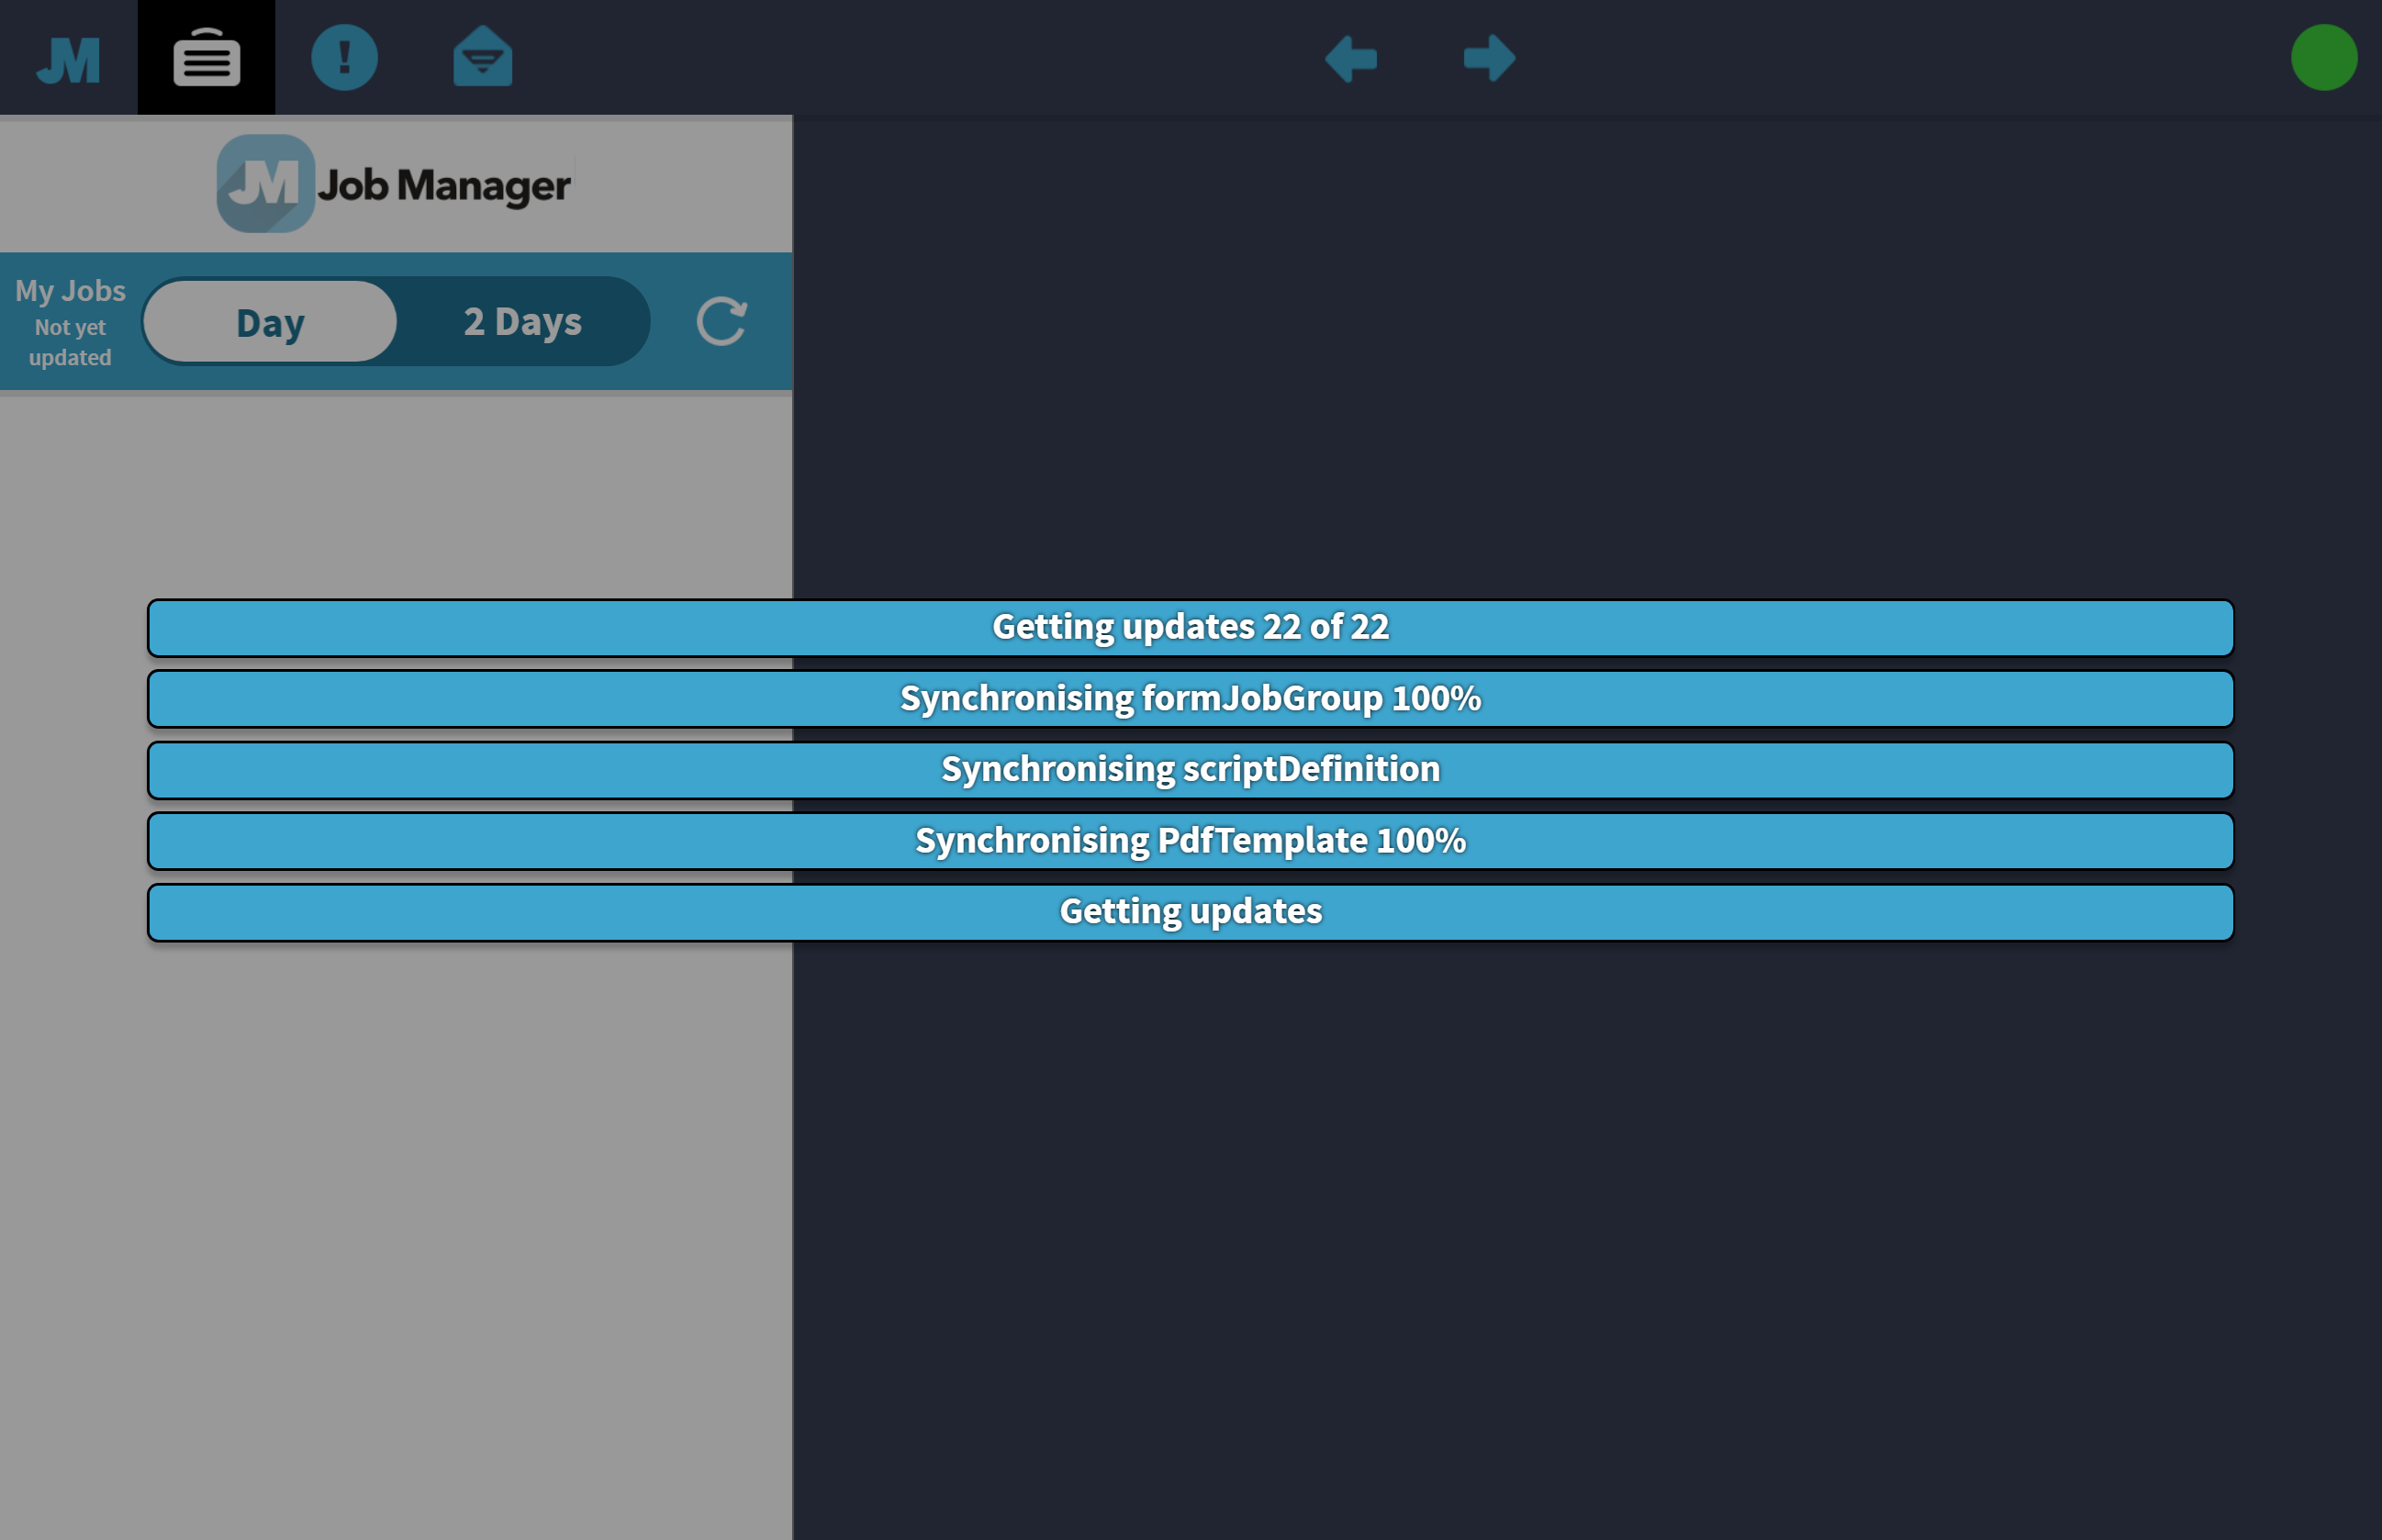 JM
!
JM Job Manager
My Jobs
Not yet
updated
Day
2 Days
Getting updates 22 of 22
Synchronising formJobGroup 100%
Synchronising scriptDefinition
Synchronising PdfTemplate 100%
Getting updates